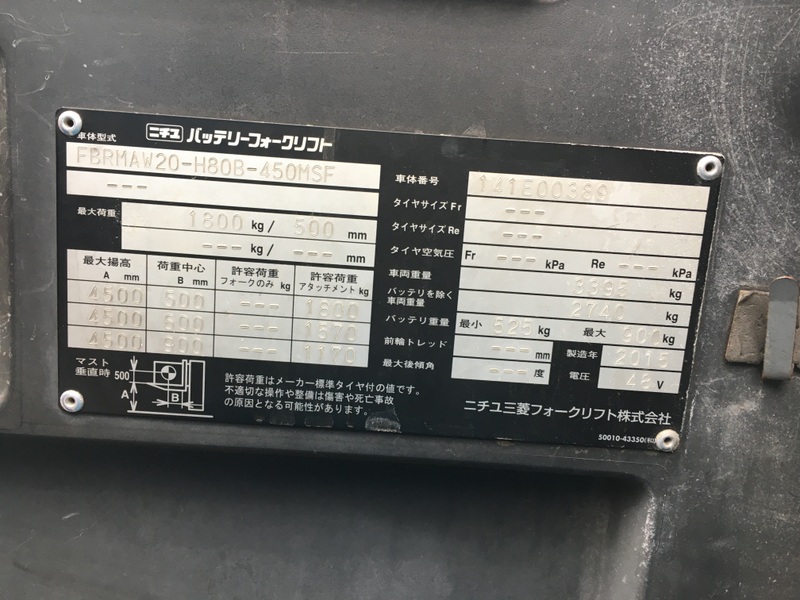 ニチユ バッテリーフォークリフト
車体型式
FBRMAW20-H80B-450MSF
---
最大荷重 1800 kg / 500 mm
--- kg / --- mm
最大揚高 A mm 荷重中心 B mm 許容荷重 フォークのみ kg 許容荷重 アタッチメント kg
4500 500 --- 1800
4500 600 --- 1570
4500 800 --- 1170
マスト垂直時 500 A B
許容荷重はメーカー標準タイヤ付の値です。
不適切な操作や整備は傷害や死亡事故
の原因となる可能性があります。
車体番号 141E00389
タイヤサイズ Fr ---
タイヤサイズ Re ---
タイヤ空気圧 Fr --- kPa Re --- kPa
車両重量 kg
バッテリを除く車両重量 2740 kg
バッテリ重量 最小 525 kg 最大 900 kg
前輪トレッド --- mm 製造年 2015
最大後傾角 --- 度 電圧 48 V
ニチユ三菱フォークリフト株式会社
50010-43350